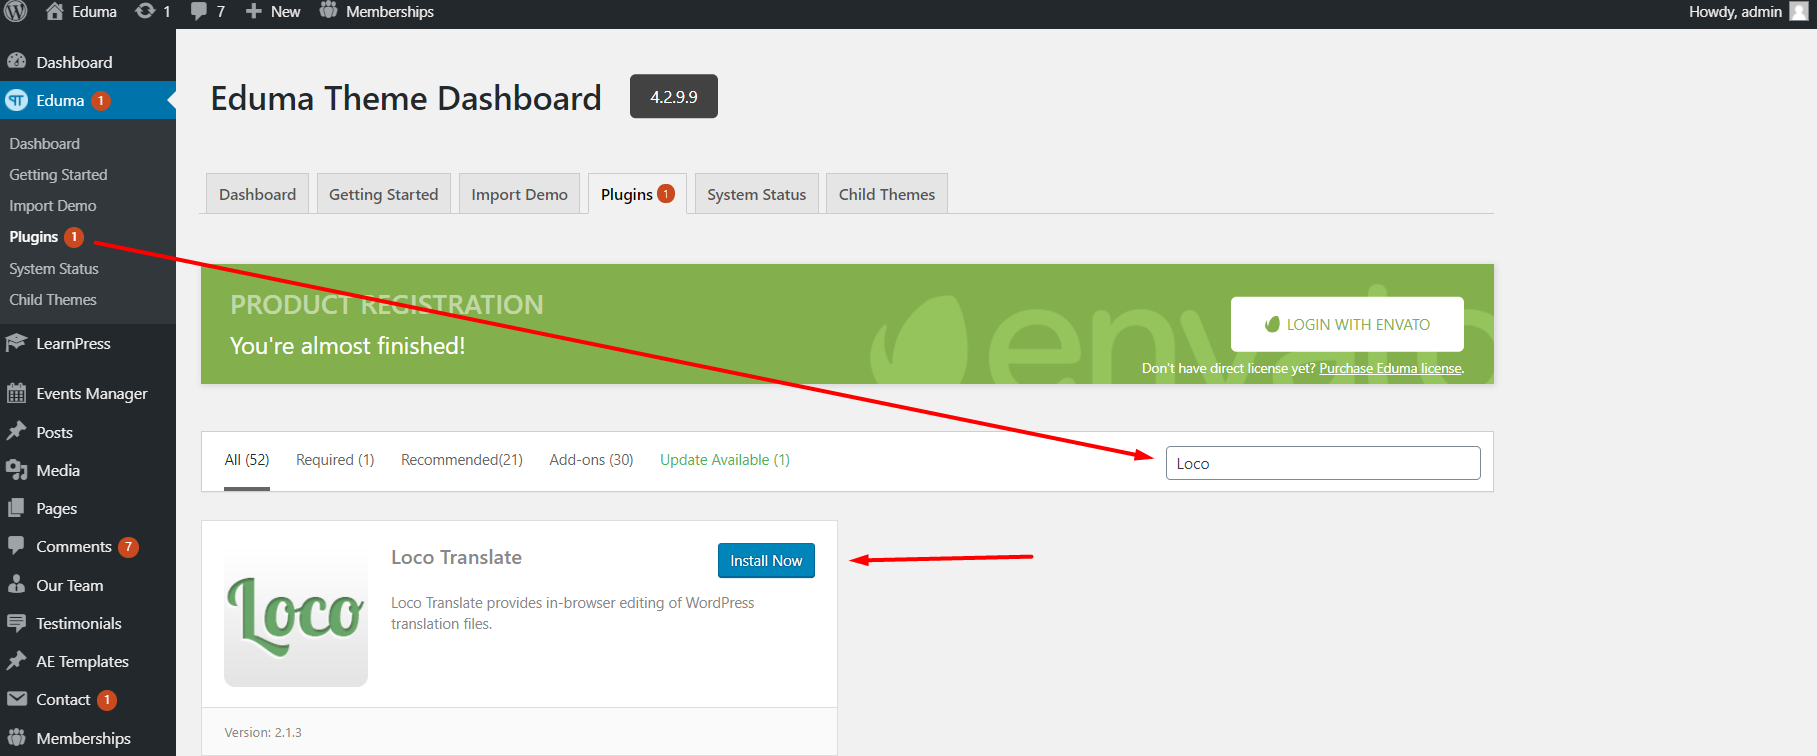 Eduma 1 7 New Memberships Howdy, admin
Dashboard
Eduma 1
Dashboard
Getting Started
Import Demo
Plugins 1
System Status
Child Themes
LearnPress
Events Manager
Posts
Media
Pages
Comments 7
Our Team
Testimonials
AE Templates
Contact 1
Memberships
Eduma Theme Dashboard 4.2.9.9
Dashboard Getting Started Import Demo Plugins 1 System Status Child Themes
PRODUCT REGISTRATION
You're almost finished!
envato
LOGIN WITH ENVATO
Don't have direct license yet? Purchase Eduma license.
All (52) Required (1) Recommended(21) Add-ons (30) Update Available (1) Loco
Loco
Loco Translate Install Now
Loco Translate provides in-browser editing of WordPress
translation files.
Version: 2.1.3